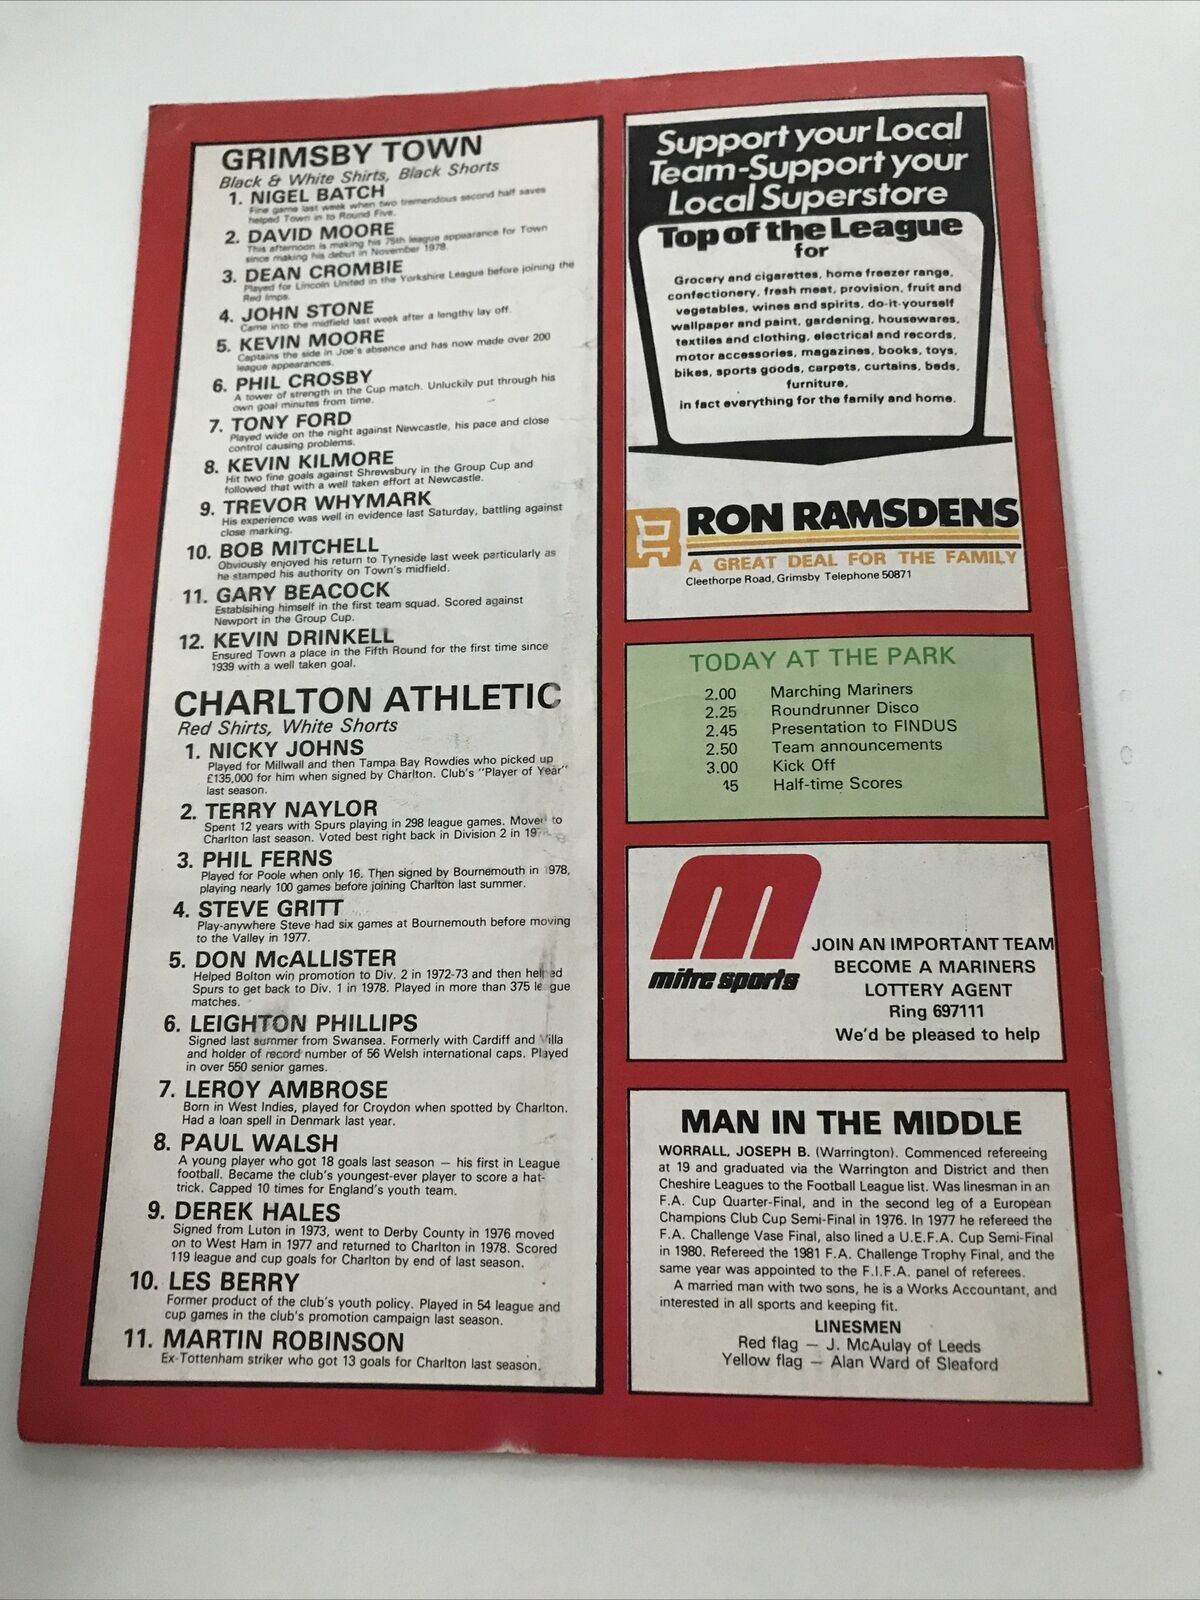 GRIMSBY TOWN
Black & White Shirts, Black Shorts
1. NIGEL BATCH
Fine game last week when two tremendous second half saves
helped Town in to Round Five.
2. DAVID MOORE
This afternoon is making his 75th league appearance for Town
since making his debut in November 1978.
3. DEAN CROMBIE
Played for Lincoln United in the Yorkshire League before joining the
Red Imps.
4. JOHN STONE
Came into the midfield last week after a lengthy lay off.
5. KEVIN MOORE
Captains the side in Joe's absence and has now made over 200
league appearances.
6. PHIL CROSBY
A tower of strength in the Cup match. Unluckily put through his
own goal minutes from time.
7. TONY FORD
Played wide on the night against Newcastle, his pace and close
control causing problems.
8. KEVIN KILMORE
Hit two fine goals against Shrewsbury in the Group Cup and
followed that with a well taken effort at Newcastle.
9. TREVOR WHYMARK
His experience was well in evidence last Saturday, battling against
close marking.
10. BOB MITCHELL
Obviously enjoyed his return to Tyneside last week particularly as
he stamped his authority on Town's midfield.
11. GARY BEACOCK
Establsihing himself in the first team squad. Scored against
Newport in the Group Cup.
12. KEVIN DRINKELL
Ensured Town a place in the Fifth Round for the first time since
1939 with a well taken goal.
CHARLTON ATHLETIC
Red Shirts, White Shorts
1. NICKY JOHNS
Played for Millwall and then Tampa Bay Rowdies who picked up
£135,000 for him when signed by Charlton. Club's "Player of Year"
last season.
2. TERRY NAYLOR
Spent 12 years with Spurs playing in 298 league games. Moved to
Charlton last season. Voted best right back in Division 2 in
3. PHIL FERNS
Played for Poole when only 16. Then signed by Bournemouth in 1978,
playing nearly 100 games before joining Charlton last summer.
4. STEVE GRITT
Play-anywhere Steve had six games at Bournemouth before moving
to the Valley in 1977.
5. DON McALLISTER
Helped Bolton win promotion to Div. 2 in 1972-73 and then helped
Spurs to get back to Div. 1 in 1978. Played in more than 375 league
matches.
6. LEIGHTON PHILLIPS
Signed last summer from Swansea. Formerly with Cardiff and Villa
and holder of record number of 56 Welsh international caps. Played
in over 550 senior games.
7. LEROY AMBROSE
Born in West Indies, played for Croydon when spotted by Charlton.
Had a loan spell in Denmark last year.
8. PAUL WALSH
A young player who got 18 goals last season — his first in League
football. Became the club's youngest-ever player to score a hat-
trick. Capped 10 times for England's youth team.
9. DEREK HALES
Signed from Luton in 1973, went to Derby County in 1976 moved
on to West Ham in 1977 and returned to Charlton in 1978. Scored
119 league and cup goals for Charlton by end of last season.
10. LES BERRY
Former product of the club's youth policy. Played in 54 league and
cup games in the club's promotion campaign last season.
11. MARTIN ROBINSON
Ex-Tottenham striker who got 13 goals for Charlton last season.
Support your Local
Team-Support your
Local Superstore
Top of the League
for
Grocery and cigarettes, home freezer range,
confectionery, fresh meat, provision, fruit and
vegetables, wines and spirits, do-it-yourself
wallpaper and paint, gardening, housewares,
textiles and clothing, electrical and records,
motor accessories, magazines, books, toys,
bikes, sports goods, carpets, curtains, beds,
furniture,
in fact everything for the family and home.
RON RAMSDENS
A GREAT DEAL FOR THE FAMILY
Cleethorpe Road, Grimsby Telephone 50871
TODAY AT THE PARK
2.00 Marching Mariners
2.25 Roundrunner Disco
2.45 Presentation to FINDUS
2.50 Team announcements
3.00 Kick Off
45 Half-time Scores
m
mitre sports
JOIN AN IMPORTANT TEAM
BECOME A MARINERS
LOTTERY AGENT
Ring 697111
We'd be pleased to help
MAN IN THE MIDDLE
WORRALL, JOSEPH B. (Warrington). Commenced refereeing
at 19 and graduated via the Warrington and District and then
Cheshire Leagues to the Football League list. Was linesman in an
F.A. Cup Quarter-Final, and in the second leg of a European
Champions Club Cup Semi-Final in 1976. In 1977 he refereed the
F.A. Challenge Vase Final, also lined a U.E.F.A. Cup Semi-Final
in 1980. Refereed the 1981 F.A. Challenge Trophy Final, and the
same year was appointed to the F.I.F.A. panel of referees.
A married man with two sons, he is a Works Accountant, and
interested in all sports and keeping fit.
LINESMEN
Red flag — J. McAulay of Leeds
Yellow flag — Alan Ward of Sleaford